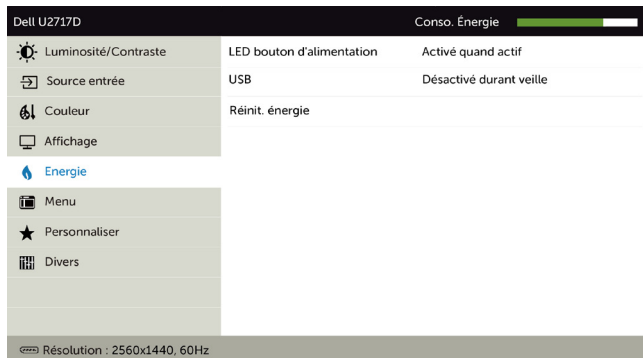 Dell U2717D Conso. Énergie
Luminosité/Contraste LED bouton d'alimentation Activé quand actif
Source entrée USB Désactivé durant veille
Couleur Réinit. énergie
Affichage
Energie
Menu
Personnaliser
Divers
Résolution : 2560x1440, 60Hz